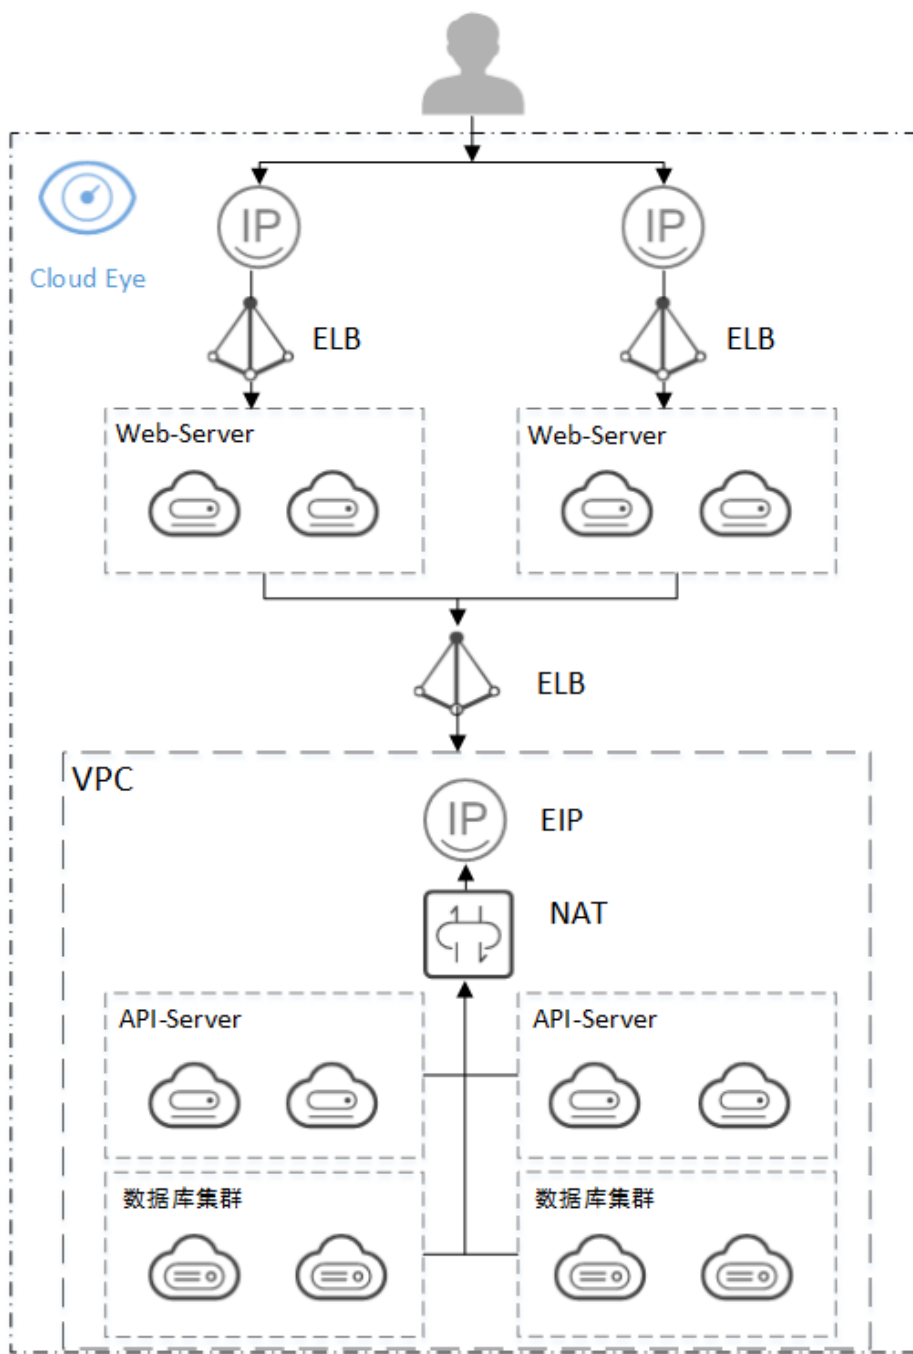 IP
IP
Cloud Eye
ELB
ELB
Web-Server
Web-Server
ELB
VPC
IP
EIP
NAT
API-Server
API-Server
数据库集群
数据库集群